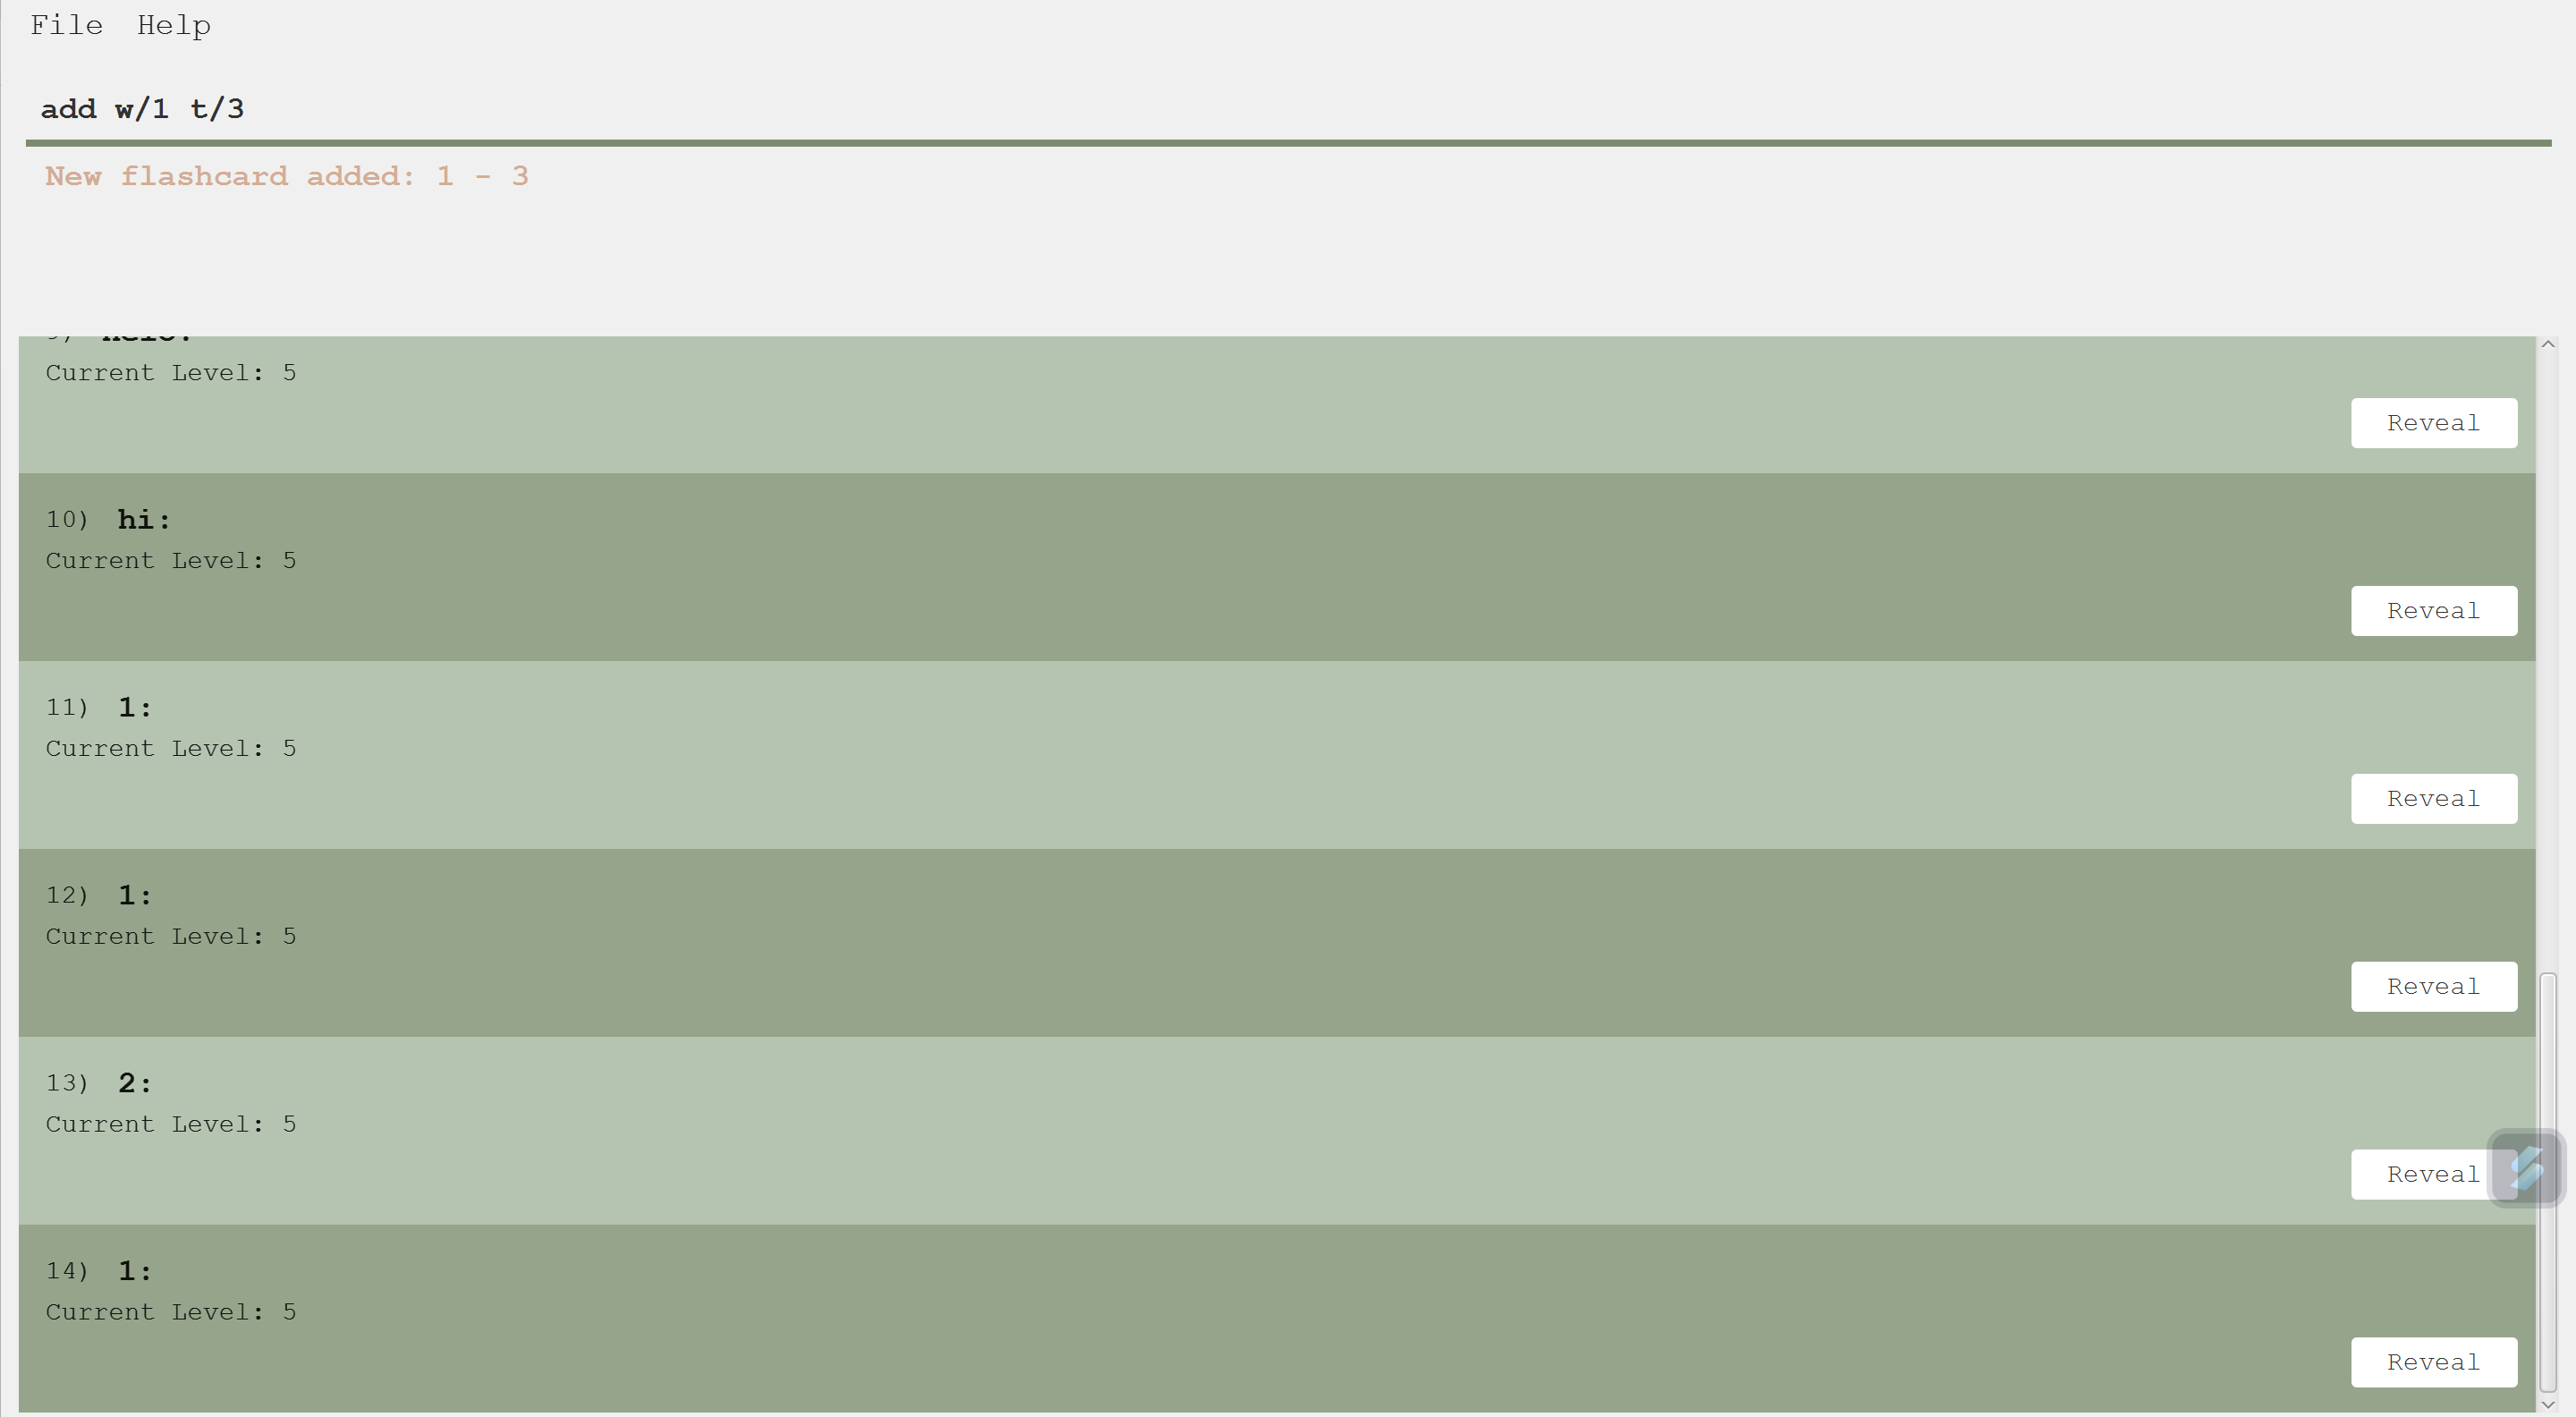 File Help
add w/1 t/3
New flashcard added: 1 - 3
Current Level: 5
Reveal
10) hi:
Current Level: 5
Reveal
11) 1:
Current Level: 5
Reveal
12) 1:
Current Level: 5
Reveal
13) 2:
Current Level: 5
Reveal
14) 1:
Current Level: 5
Reveal